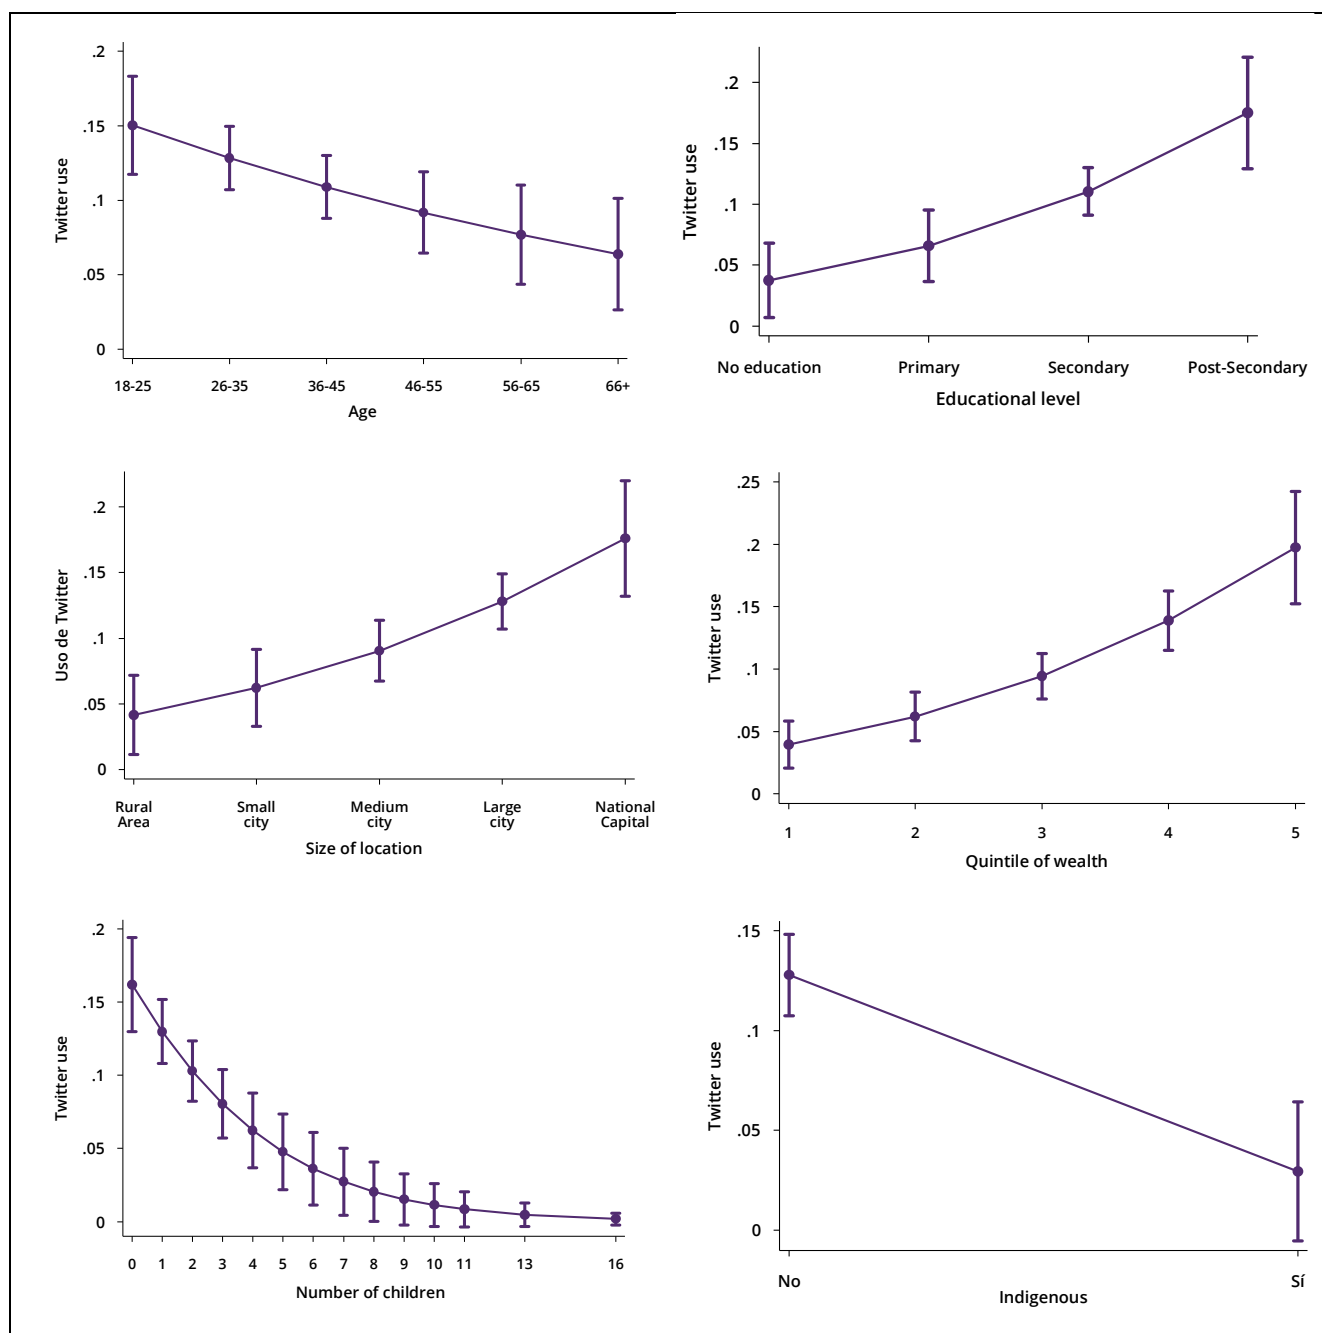 .2
.15
.1
.05
0
Twitter use
18-25 26-35 36-45 46-55 56-65 66+
Age
.2
.15
.1
.05
0
Twitter use
No education Primary Secondary Post-Secondary
Educational level
.2
.15
.1
.05
0
Uso de Twitter
Rural Small Medium Large National
Area city city city Capital
Size of location
.25
.2
.15
.1
.05
0
Twitter use
1 2 3 4 5
Quintile of wealth
.2
.15
.1
.05
0
Twitter use
0 1 2 3 4 5 6 7 8 9 10 11 13 16
Number of children
.15
.1
.05
0
Twitter use
No Sí
Indigenous